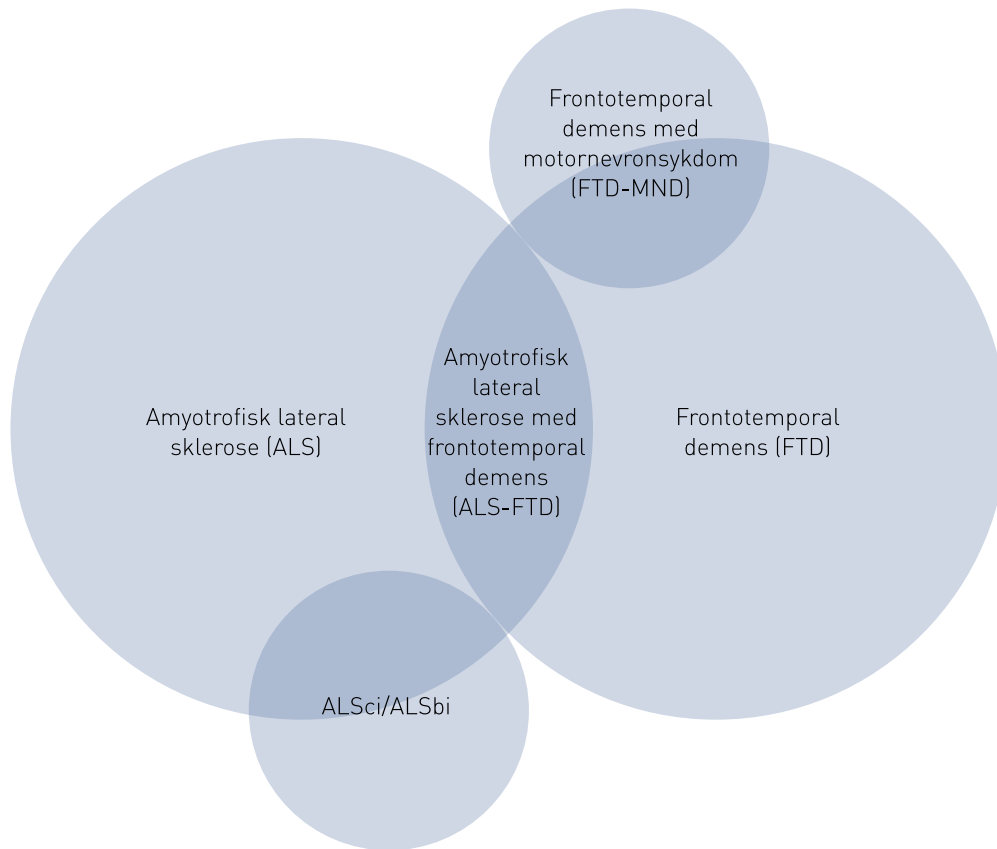 Frontotemporal
demens med
motornevronsykdom
(FTD-MND)
Amyotrofisk lateral
sklerose (ALS)
Amyotrofisk
lateral
sklerose med
frontotemporal
demens
(ALS-FTD)
Frontotemporal
demens (FTD)
ALSci/ALSbi